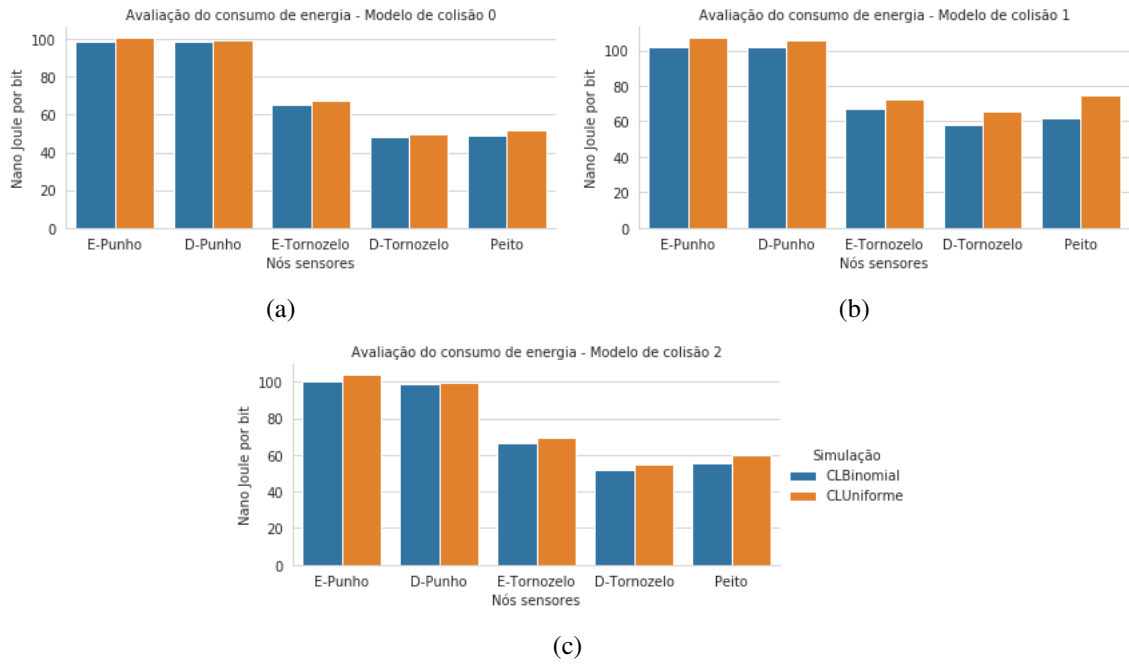 Avaliação do consumo de energia - Modelo de colisão 0
Nano Joule por bit
100
80
60
40
20
0
E-Punho D-Punho E-Tornozelo D-Tornozelo Peito
Nós sensores
(a)
Avaliação do consumo de energia - Modelo de colisão 1
Nano Joule por bit
100
80
60
40
20
0
E-Punho D-Punho E-Tornozelo D-Tornozelo Peito
Nós sensores
(b)
Avaliação do consumo de energia - Modelo de colisão 2
Nano Joule por bit
100
80
60
40
20
0
E-Punho D-Punho E-Tornozelo D-Tornozelo Peito
Nós sensores
Simulação
CLBinomial
CLUniforme
(c)